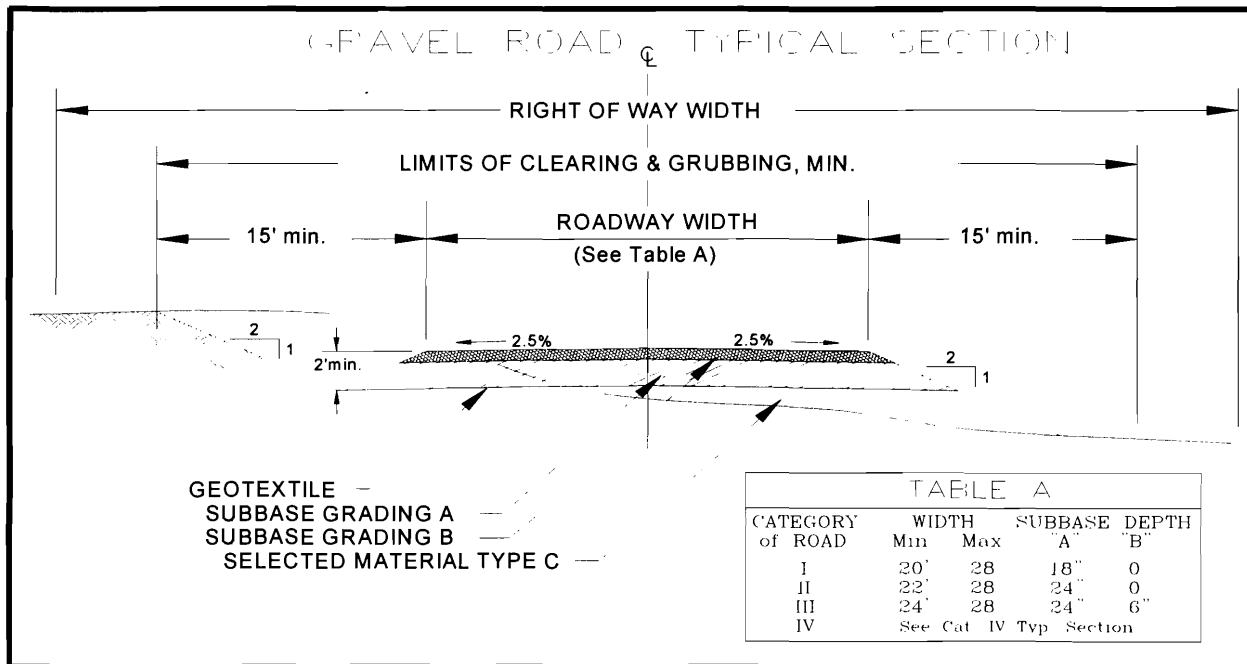 GRAVEL ROAD ℄ TYPICAL SECTION
RIGHT OF WAY WIDTH
LIMITS OF CLEARING & GRUBBING, MIN.
ROADWAY WIDTH
(See Table A)
15' min.
15' min.
2
1
2'min.
2.5%
2.5%
2
1
GEOTEXTILE
SUBBASE GRADING A
SUBBASE GRADING B
SELECTED MATERIAL TYPE C
TABLE A
CATEGORY WIDTH SUBBASE DEPTH
of ROAD Min Max "A" "B"
I 20' 28 18" 0
II 22' 28 24" 0
III 24' 28 24" 6"
IV See Cat IV Typ Section